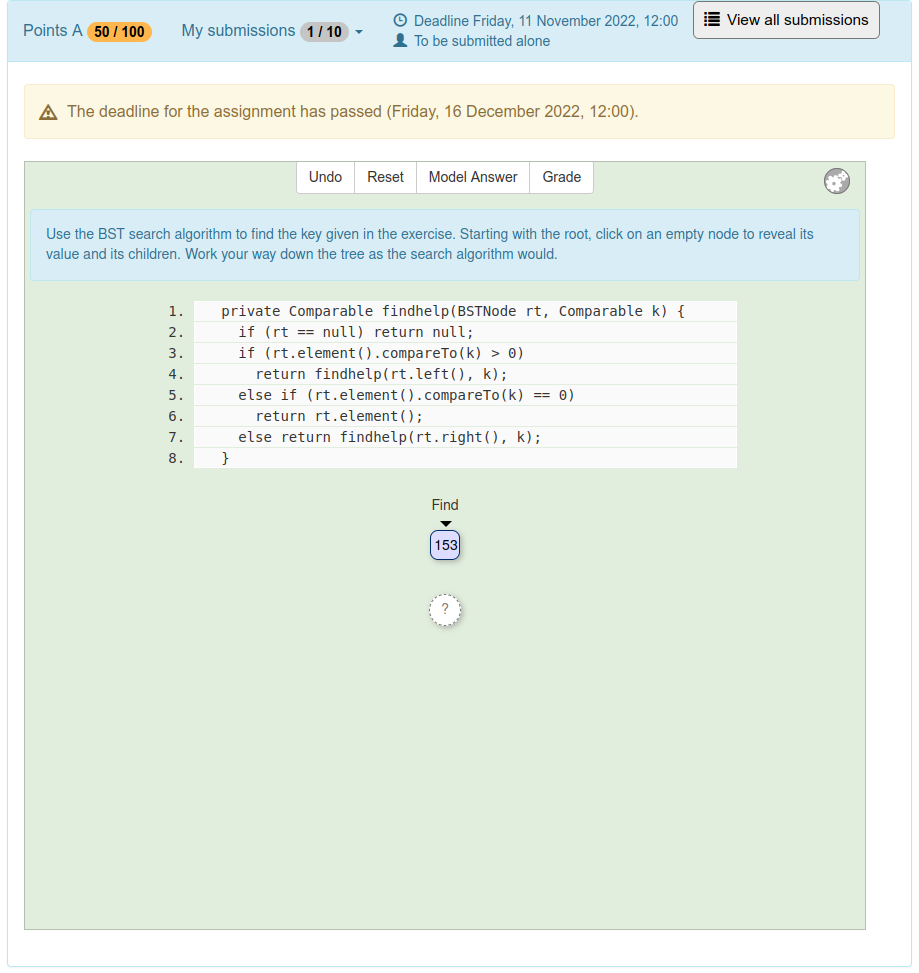 Points A 50 / 100 My submissions 1 / 10 Deadline Friday, 11 November 2022, 12:00 View all submissions
To be submitted alone
The deadline for the assignment has passed (Friday, 16 December 2022, 12:00).
Undo Reset Model Answer Grade
Use the BST search algorithm to find the key given in the exercise. Starting with the root, click on an empty node to reveal its
value and its children. Work your way down the tree as the search algorithm would.
1. private Comparable findhelp(BSTNode rt, Comparable k) {
2. if (rt == null) return null;
3. if (rt.element().compareTo(k) > 0)
4. return findhelp(rt.left(), k);
5. else if (rt.element().compareTo(k) == 0)
6. return rt.element();
7. else return findhelp(rt.right(), k);
8. }
Find
153
?